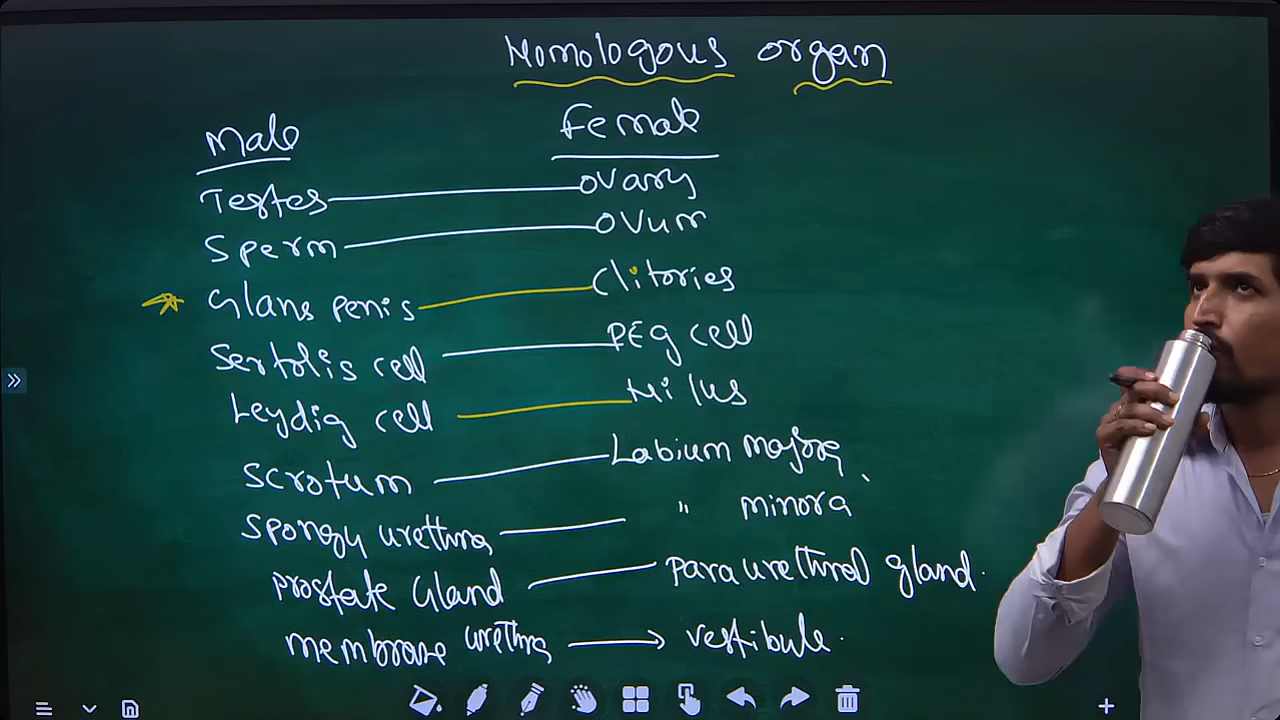 Homologous organ
Male Female
Testes ovary
Sperm ovum
Glans penis Clitories
Sertolis cell PEg cell
Leydig cell Hilus
Scrotum Labium majora
Spongy urethra " minora
Prostate Gland paraurethral gland.
membrane urethra vestibule.